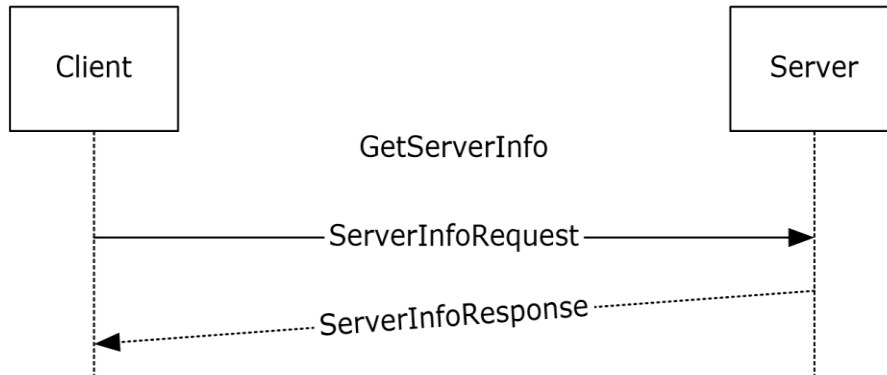 Client
Server
GetServerInfo
ServerInfoRequest
ServerInfoResponse